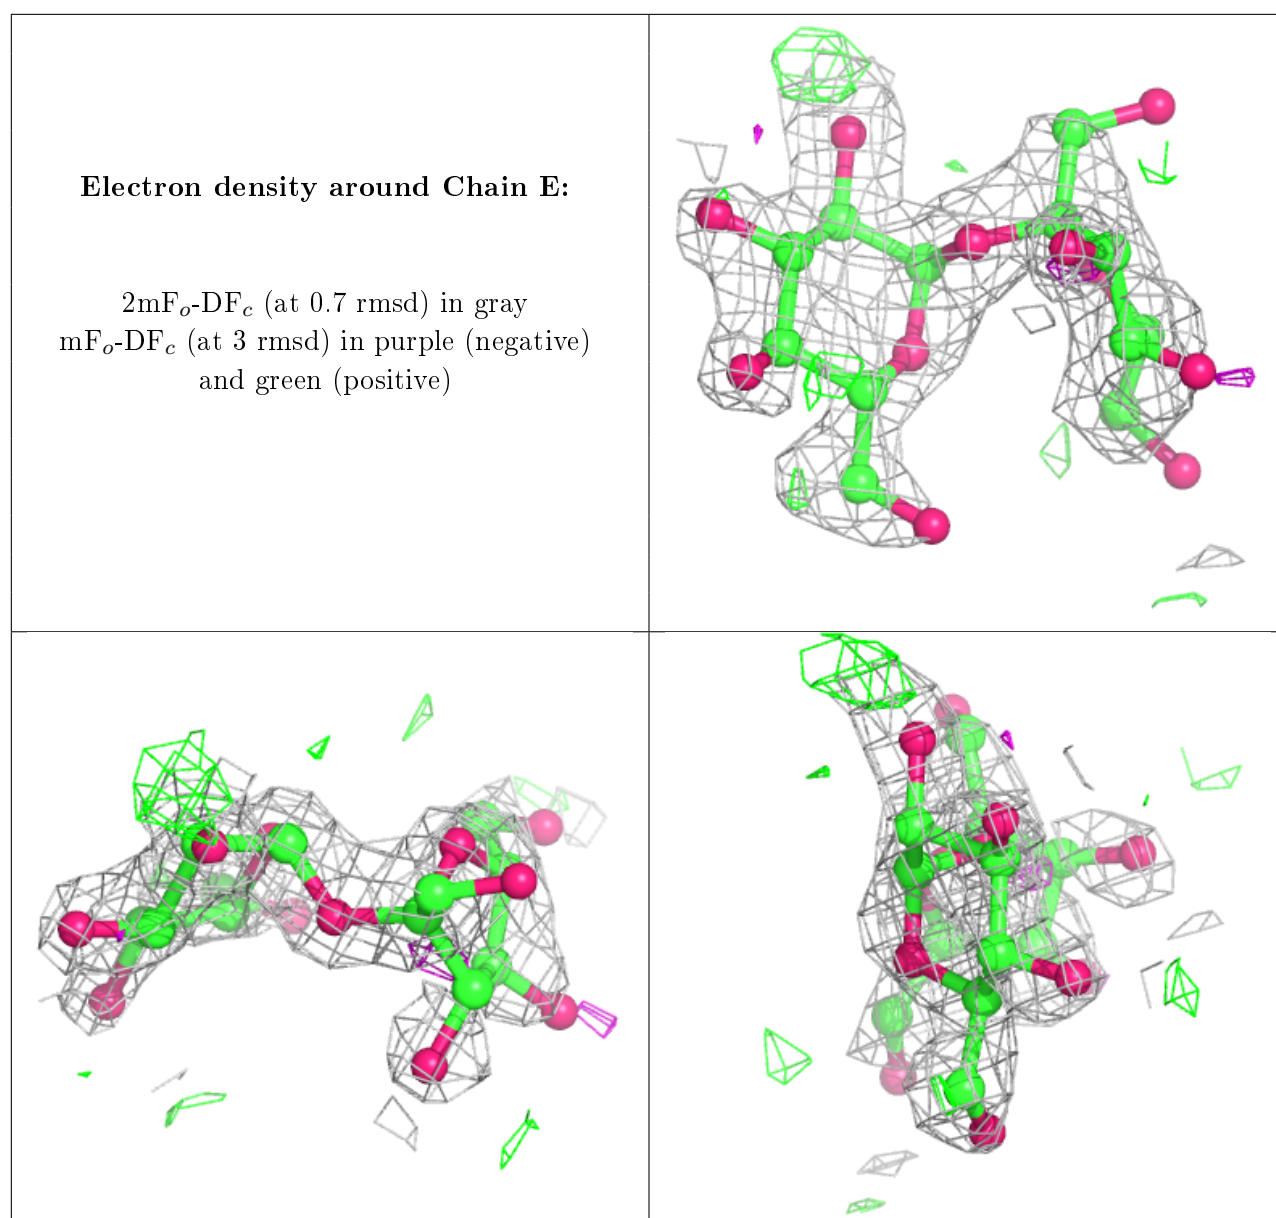 Electron density around Chain E:
2mFo-DFc (at 0.7 rmsd) in gray
mFo-DFc (at 3 rmsd) in purple (negative)
and green (positive)